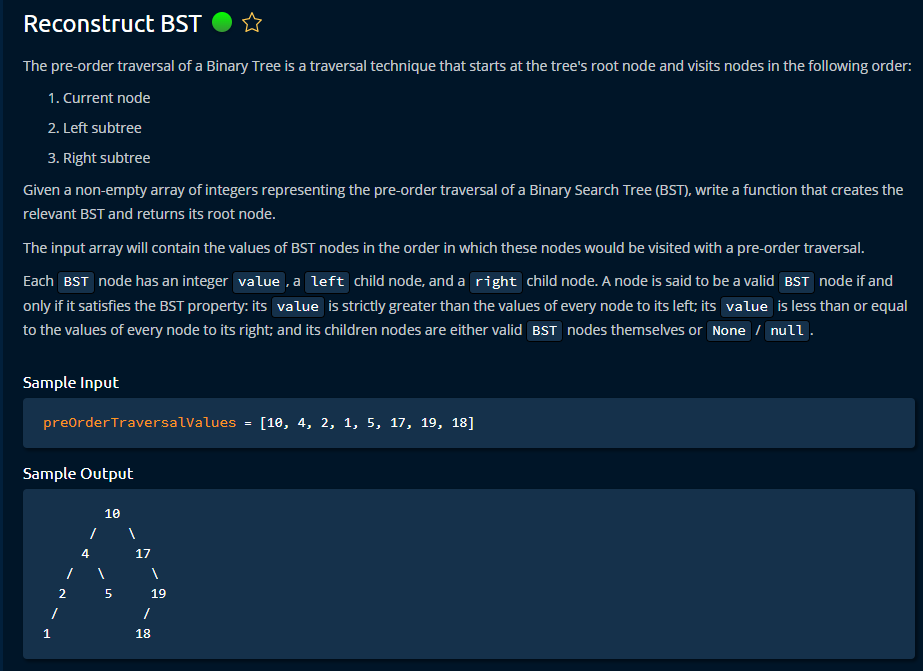 Reconstruct BST
The pre-order traversal of a Binary Tree is a traversal technique that starts at the tree's root node and visits nodes in the following order:
1. Current node
2. Left subtree
3. Right subtree
Given a non-empty array of integers representing the pre-order traversal of a Binary Search Tree (BST), write a function that creates the
relevant BST and returns its root node.
The input array will contain the values of BST nodes in the order in which these nodes would be visited with a pre-order traversal.
Each BST node has an integer value, a left child node, and a right child node. A node is said to be a valid BST node if and
only if it satisfies the BST property: its value is strictly greater than the values of every node to its left; its value is less than or equal
to the values of every node to its right; and its children nodes are either valid BST nodes themselves or None / null.
Sample Input
preOrderTraversalValues = [10, 4, 2, 1, 5, 17, 19, 18]
Sample Output
10
/ \
4 17
/ \ \
2 5 19
/ /
1 18